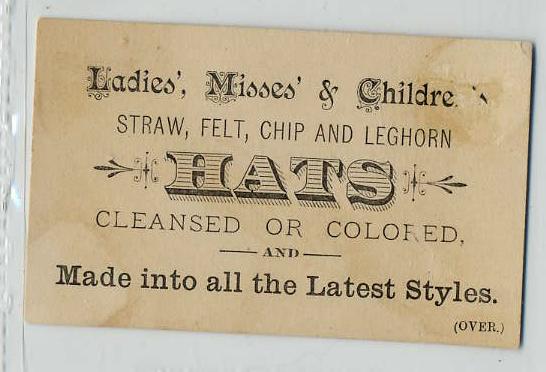 Ladies', Misses' & Childre
STRAW, FELT, CHIP AND LEGHORN
HATS
CLEANSED OR COLORED,
AND
Made into all the Latest Styles.
(OVER.)